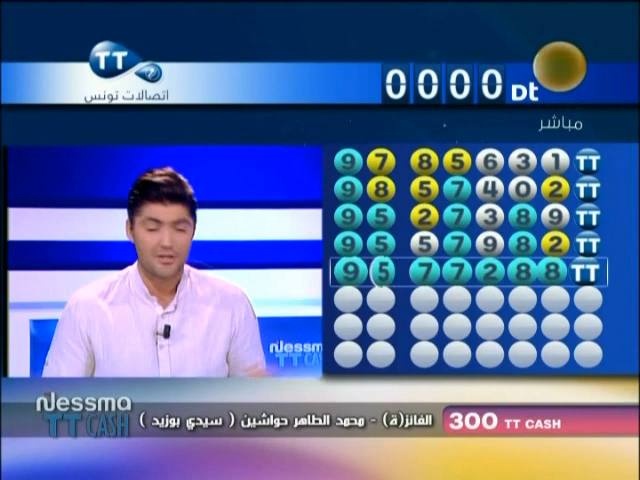 TT
اتصالات تونس
0000 Dt
مباشر
9 7 8 5 6 3 1 TT
9 8 5 7 4 0 2 TT
9 5 2 7 3 8 9 TT
9 5 5 7 9 8 2 TT
9 5 7 7 2 8 8 8 TT
Nessma
TT CASH
Nessma
TT CASH
الفائز(ة) - محمد الطاهر حواشين ( سيدي بوزيد )
300 TT CASH